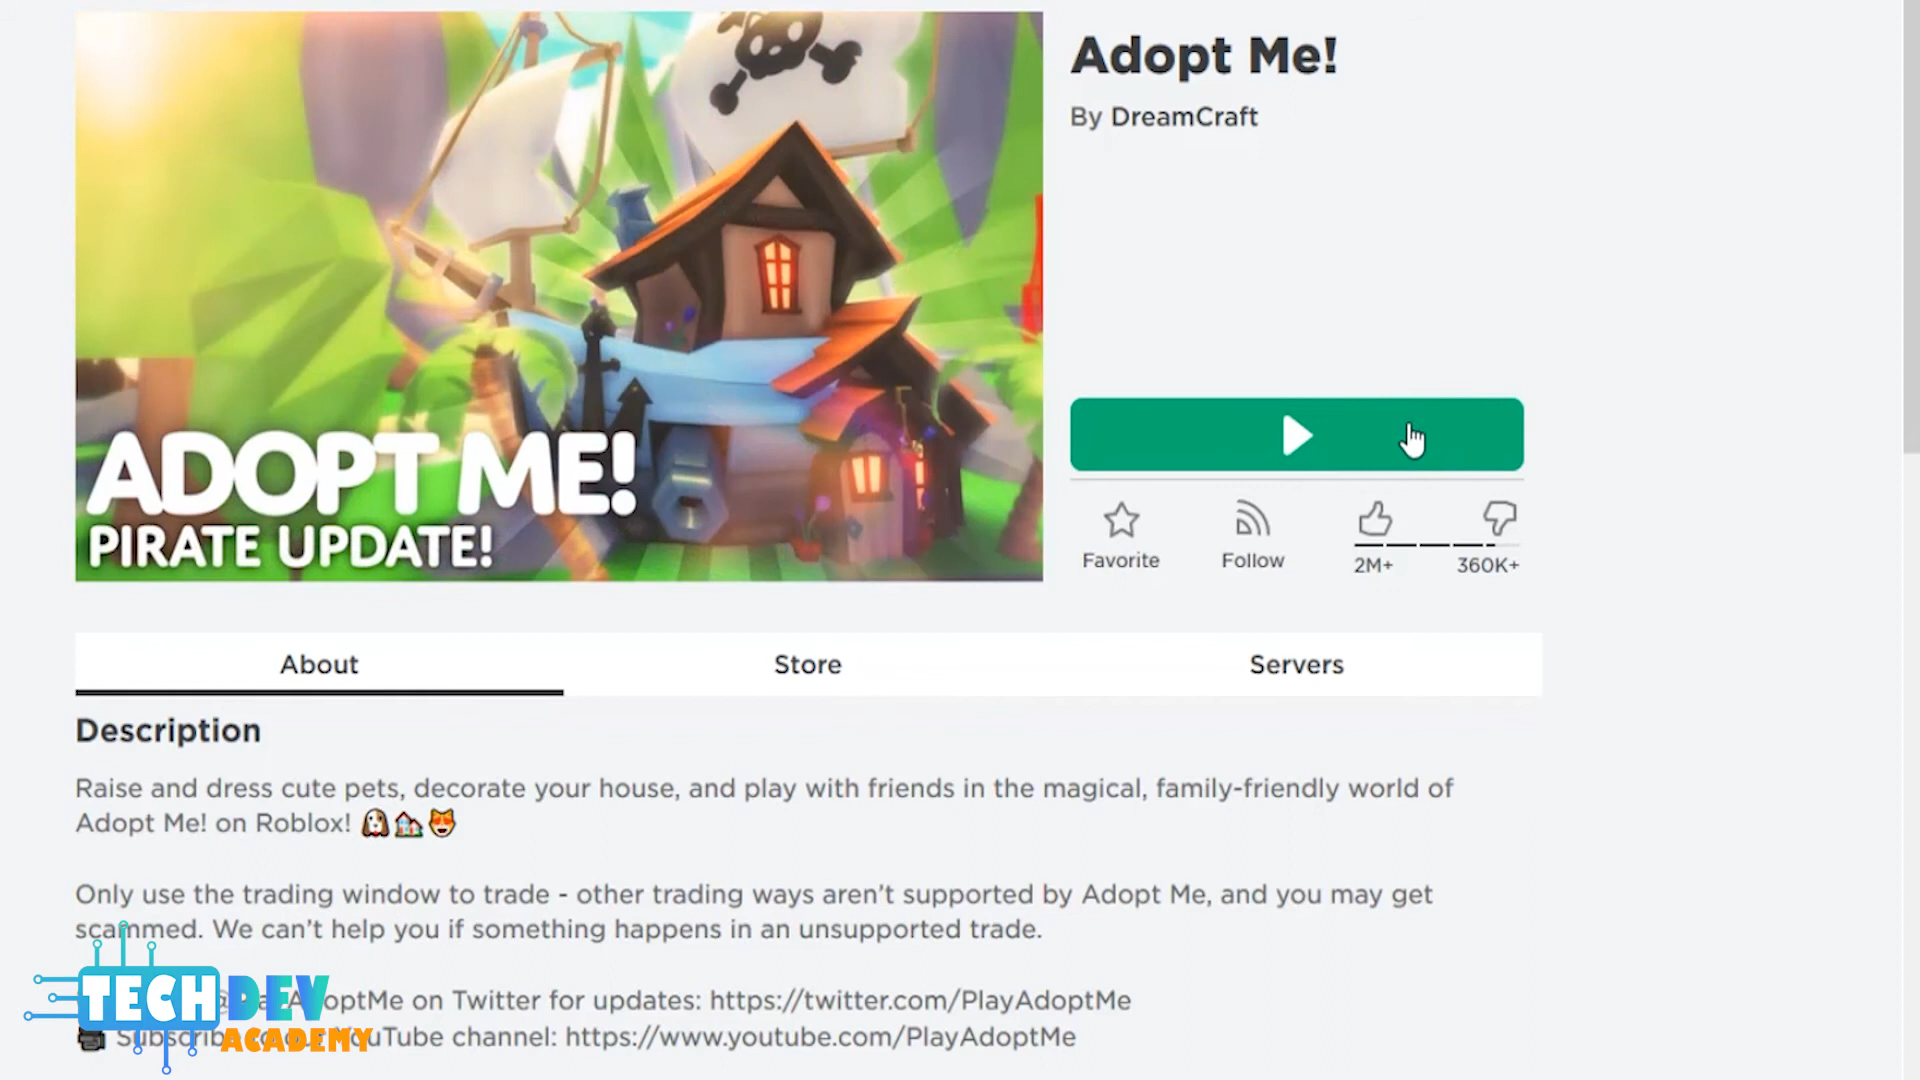 Adopt Me!
By DreamCraft
ADOPT ME!
PIRATE UPDATE!
Favorite
Follow
2M+
360K+
About
Store
Servers
Description
Raise and dress cute pets, decorate your house, and play with friends in the magical, family-friendly world of
Adopt Me! on Roblox! 🐶🏠😻
Only use the trading window to trade - other trading ways aren't supported by Adopt Me, and you may get
scammed. We can't help you if something happens in an unsupported trade.
on Twitter for updates: https://twitter.com/PlayAdoptMe
channel: https://www.youtube.com/PlayAdoptMe
TECH DEV
ACADEMY